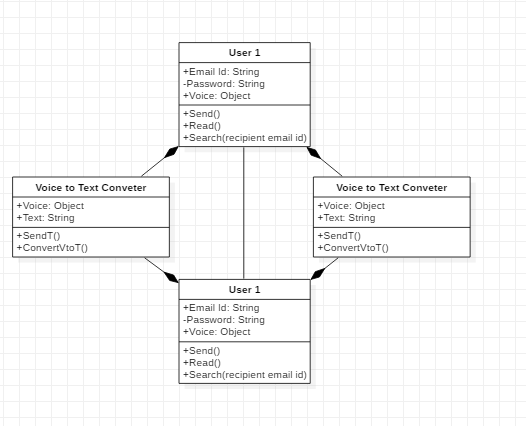 User 1
+Email Id: String
-Password: String
+Voice: Object
+Send()
+Read()
+Search(recipient email id)
Voice to Text Conveter
+Voice: Object
+Text: String
+SendT()
+ConvertVtoT()
Voice to Text Conveter
+Voice: Object
+Text: String
+SendT()
+ConvertVtoT()
User 1
+Email Id: String
-Password: String
+Voice: Object
+Send()
+Read()
+Search(recipient email id)